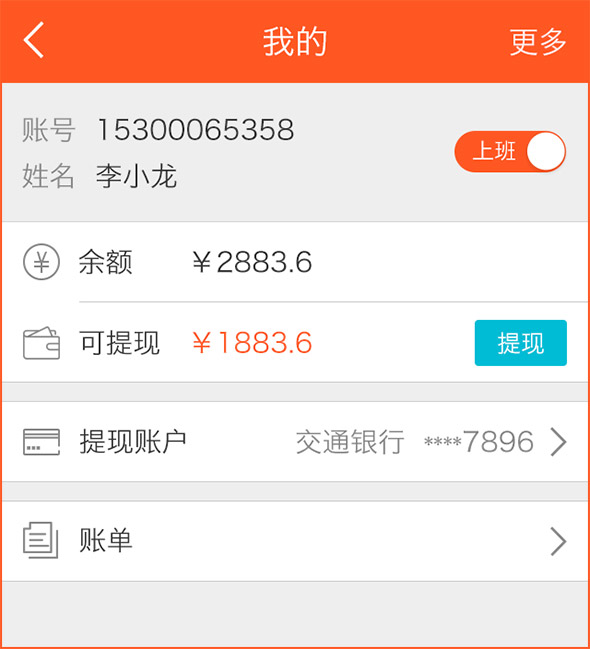 我的 更多
账号 15300065358
上班
姓名 李小龙
余额 ￥2883.6
可提现 ￥1883.6 提现
提现账户 交通银行 ****7896
账单